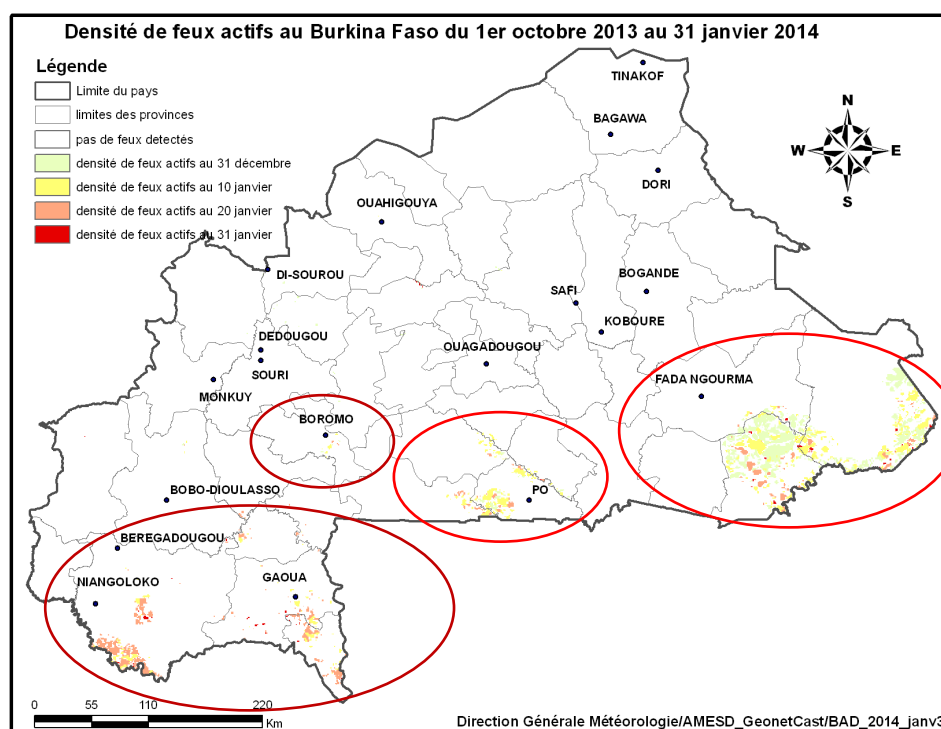 Densité de feux actifs au Burkina Faso du 1er octobre 2013 au 31 janvier 2014
Légende
Limite du pays
limites des provinces
pas de feux detectés
densité de feux actifs au 31 décembre
densité de feux actifs au 10 janvier
densité de feux actifs au 20 janvier
densité de feux actifs au 31 janvier
TINAKOF
BAGAWA
DORI
N
W
E
S
OUAHIGOUYA
DI-SOUROU
BOGANDE
SAFI
KOBOURE
DEDOUGOU
OUAGADOUGOU
SOURI
FADA NGOURMA
MONKUY
BOROMO
BOBO-DIOULASSO
PO
BEREGADOUGOU
NIANGOLOKO
GAOUA
0 55 110 220
Km
Direction Générale Météorologie/AMESD_GeonetCast/BAD_2014_janv3